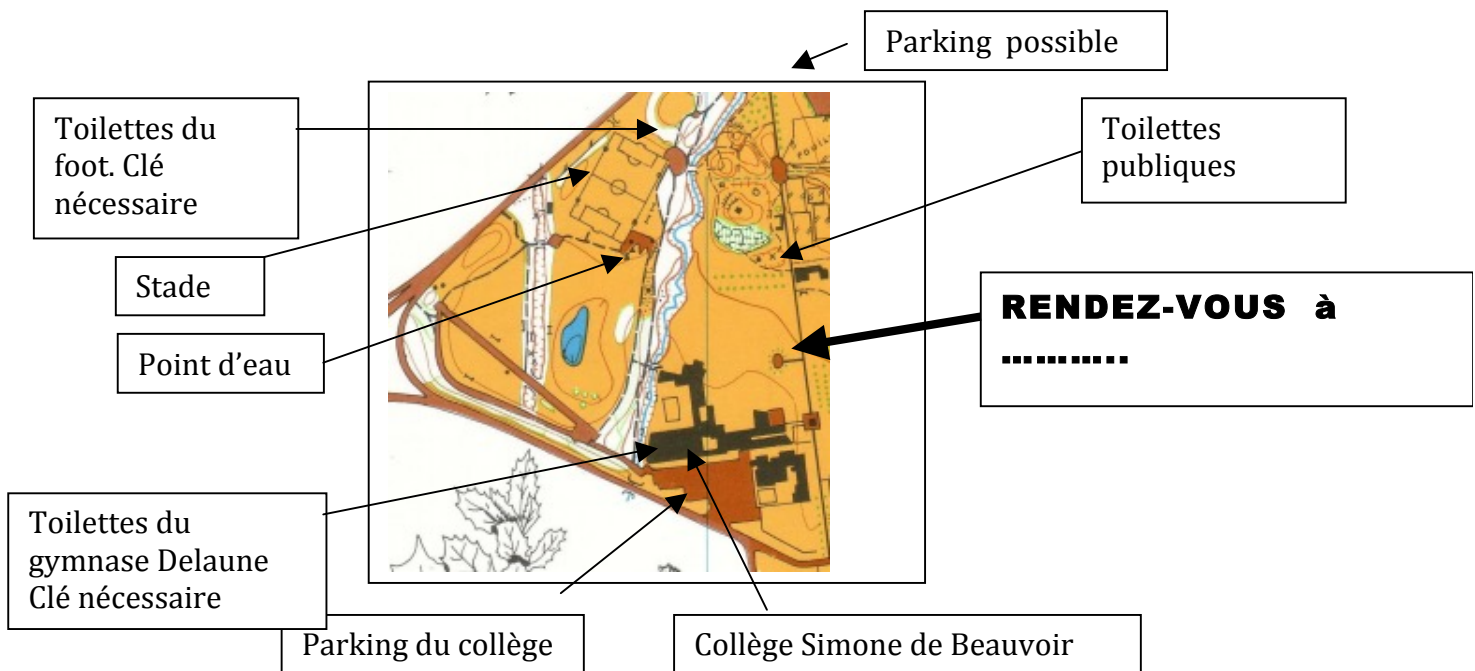 Parking possible
Toilettes du
foot. Clé
nécessaire
Toilettes
publiques
Stade
RENDEZ-VOUS à
...........
Point d’eau
Toilettes du
gymnase Delaune
Clé nécessaire
Parking du collège
Collège Simone de Beauvoir